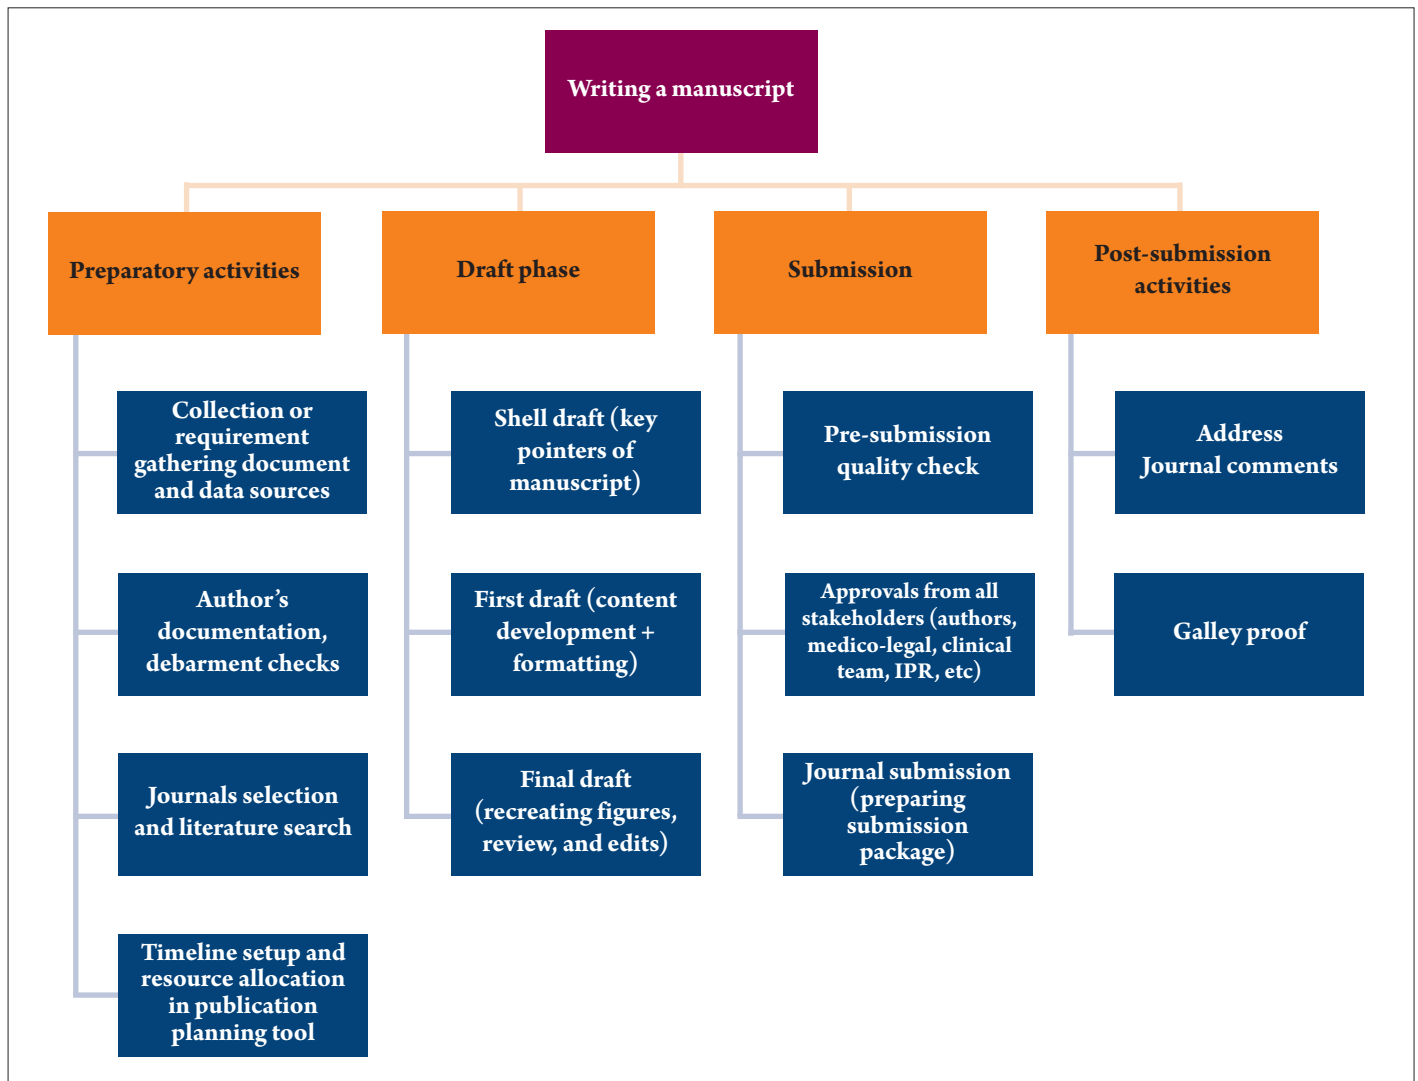 Writing a manuscript
Preparatory activities
Collection or
requirement
gathering document
and data sources
Author's
documentation,
debarment checks
Journals selection
and literature search
Timeline setup and
resource allocation
in publication
planning tool
Draft phase
Shell draft (key
pointers of
manuscript)
First draft (content
development +
formatting)
Final draft
(recreating figures,
review, and edits)
Submission
Pre-submission
quality check
Approvals from all
stakeholders (authors,
medico-legal, clinical
team, IPR, etc)
Journal submission
(preparing
submission
package)
Post-submission
activities
Address
Journal comments
Galley proof